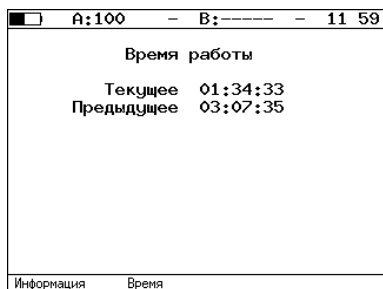 A:100 – B:----- – 11 59
Время работы
Текущее 01:34:33
Предыдущее 03:07:35
Информация Время